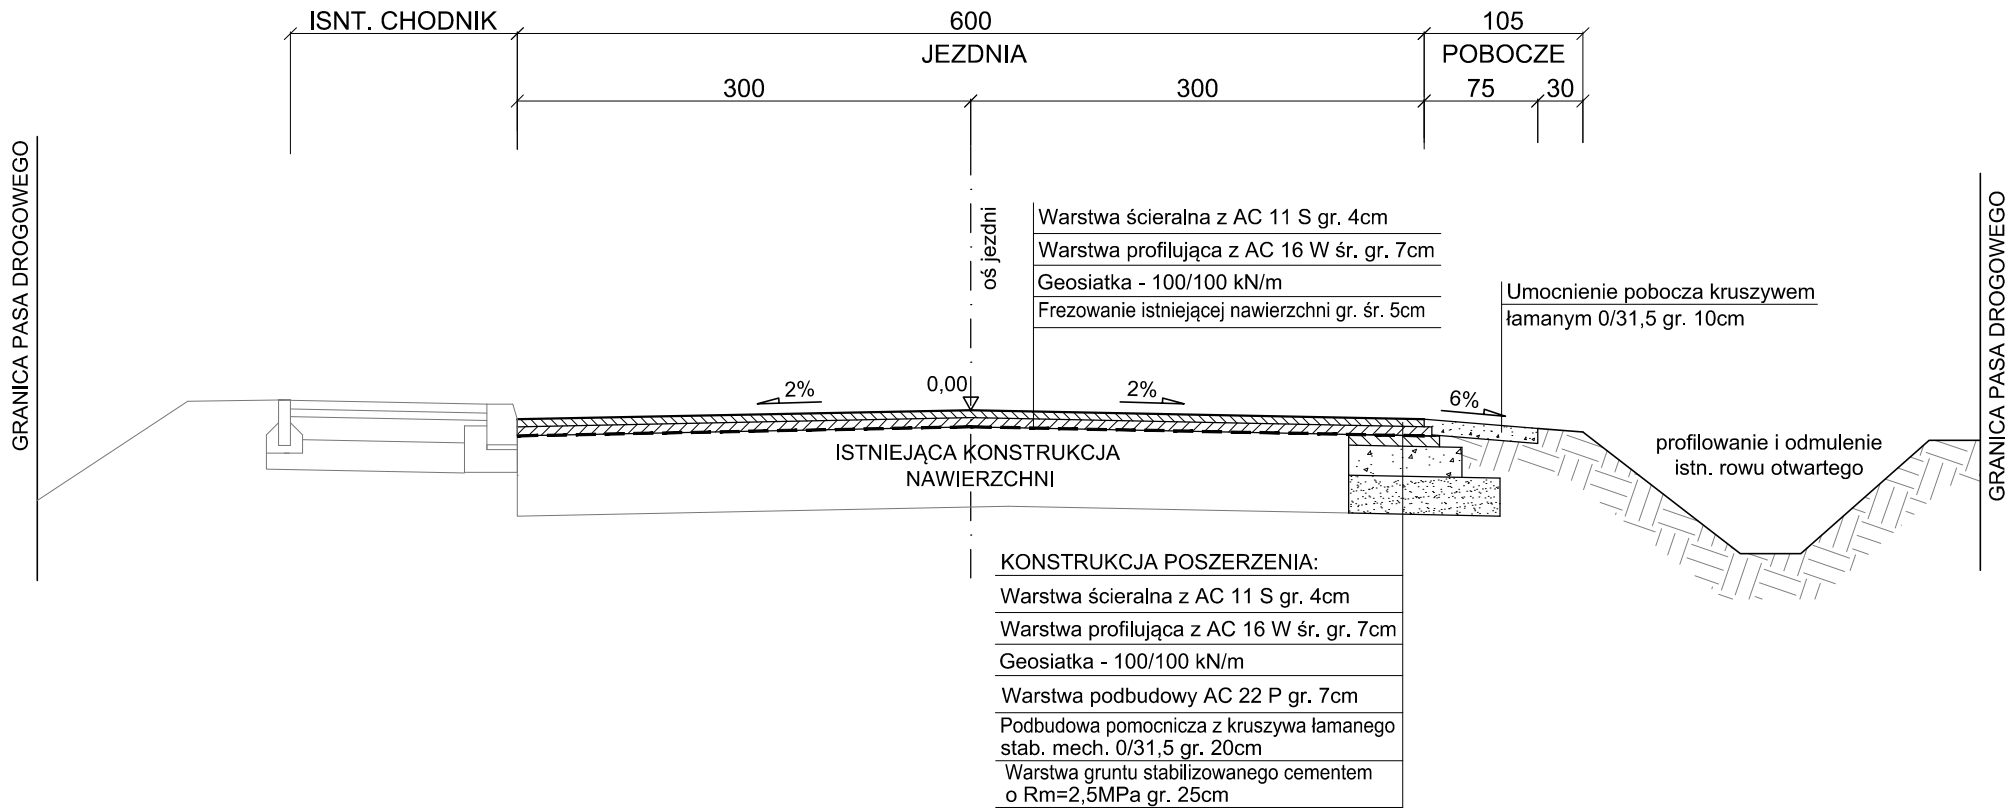 ISNT. CHODNIK
600
105
JEZDNIA
POBOCZE
300
300
75
30
GRANICA PASA DROGOWEGO
oś jezdni
Warstwa ścieralna z AC 11 S gr. 4cm
Warstwa profilująca z AC 16 W śr. gr. 7cm
Geosiatka - 100/100 kN/m
Frezowanie istniejącej nawierzchni gr. śr. 5cm
Umocnienie pobocza kruszywem
łamanym 0/31,5 gr. 10cm
GRANICA PASA DROGOWEGO
2%
0,00
2%
6%
ISTNIEJĄCA KONSTRUKCJA
NAWIERZCHNI
profilowanie i odmulenie
istn. rowu otwartego
KONSTRUKCJA POSZERZENIA:
Warstwa ścieralna z AC 11 S gr. 4cm
Warstwa profilująca z AC 16 W śr. gr. 7cm
Geosiatka - 100/100 kN/m
Warstwa podbudowy AC 22 P gr. 7cm
Podbudowa pomocnicza z kruszywa łamanego
stab. mech. 0/31,5 gr. 20cm
Warstwa gruntu stabilizowanego cementem
o Rm=2,5MPa gr. 25cm